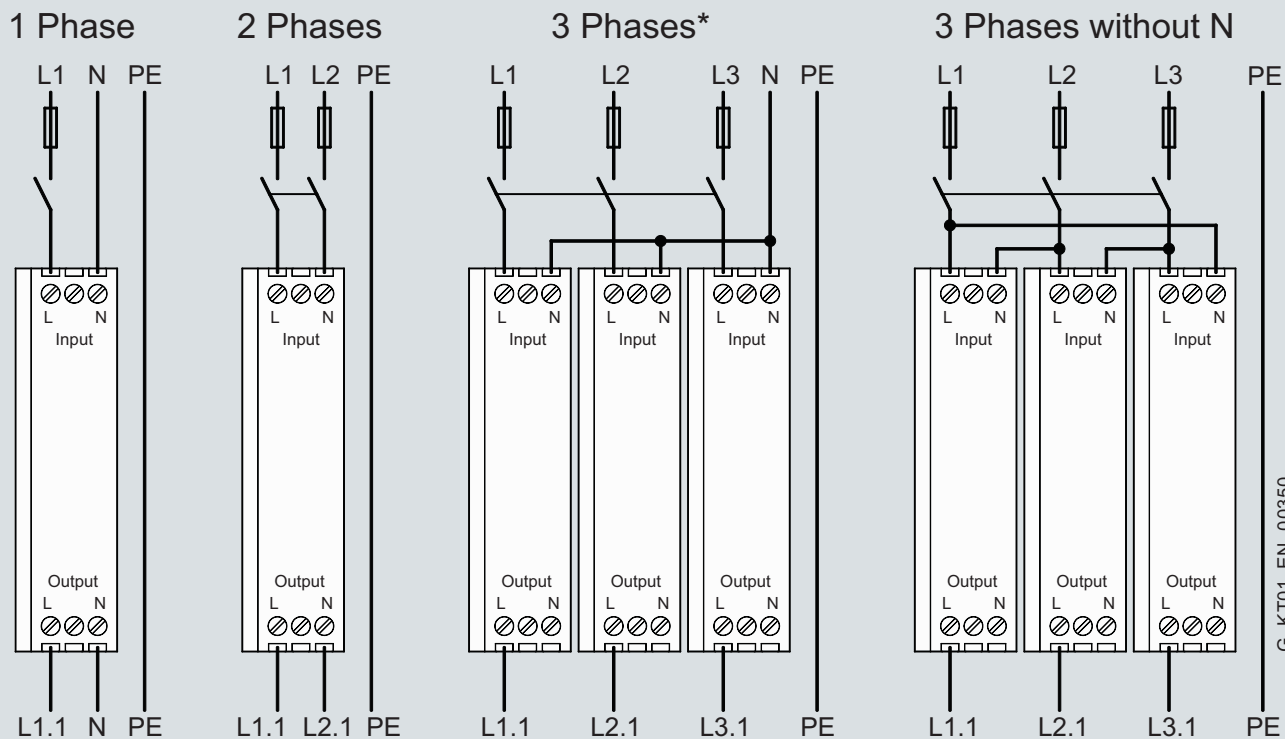 1 Phase 2 Phases 3 Phases* 3 Phases without N
L1 N PE L1 L2 PE L1 L2 L3 N PE L1 L2 L3 PE
L N L N L N L N L N L N L N L N
Input Input Input Input Input Input Input Input
Output Output Output Output Output Output Output Output
L N L N L N L N L N L N L N L N
L1.1 N PE L1.1 L2.1 PE L1.1 L2.1 L3.1 PE L1.1 L2.1 L3.1 PE
G_KT01_EN_00350